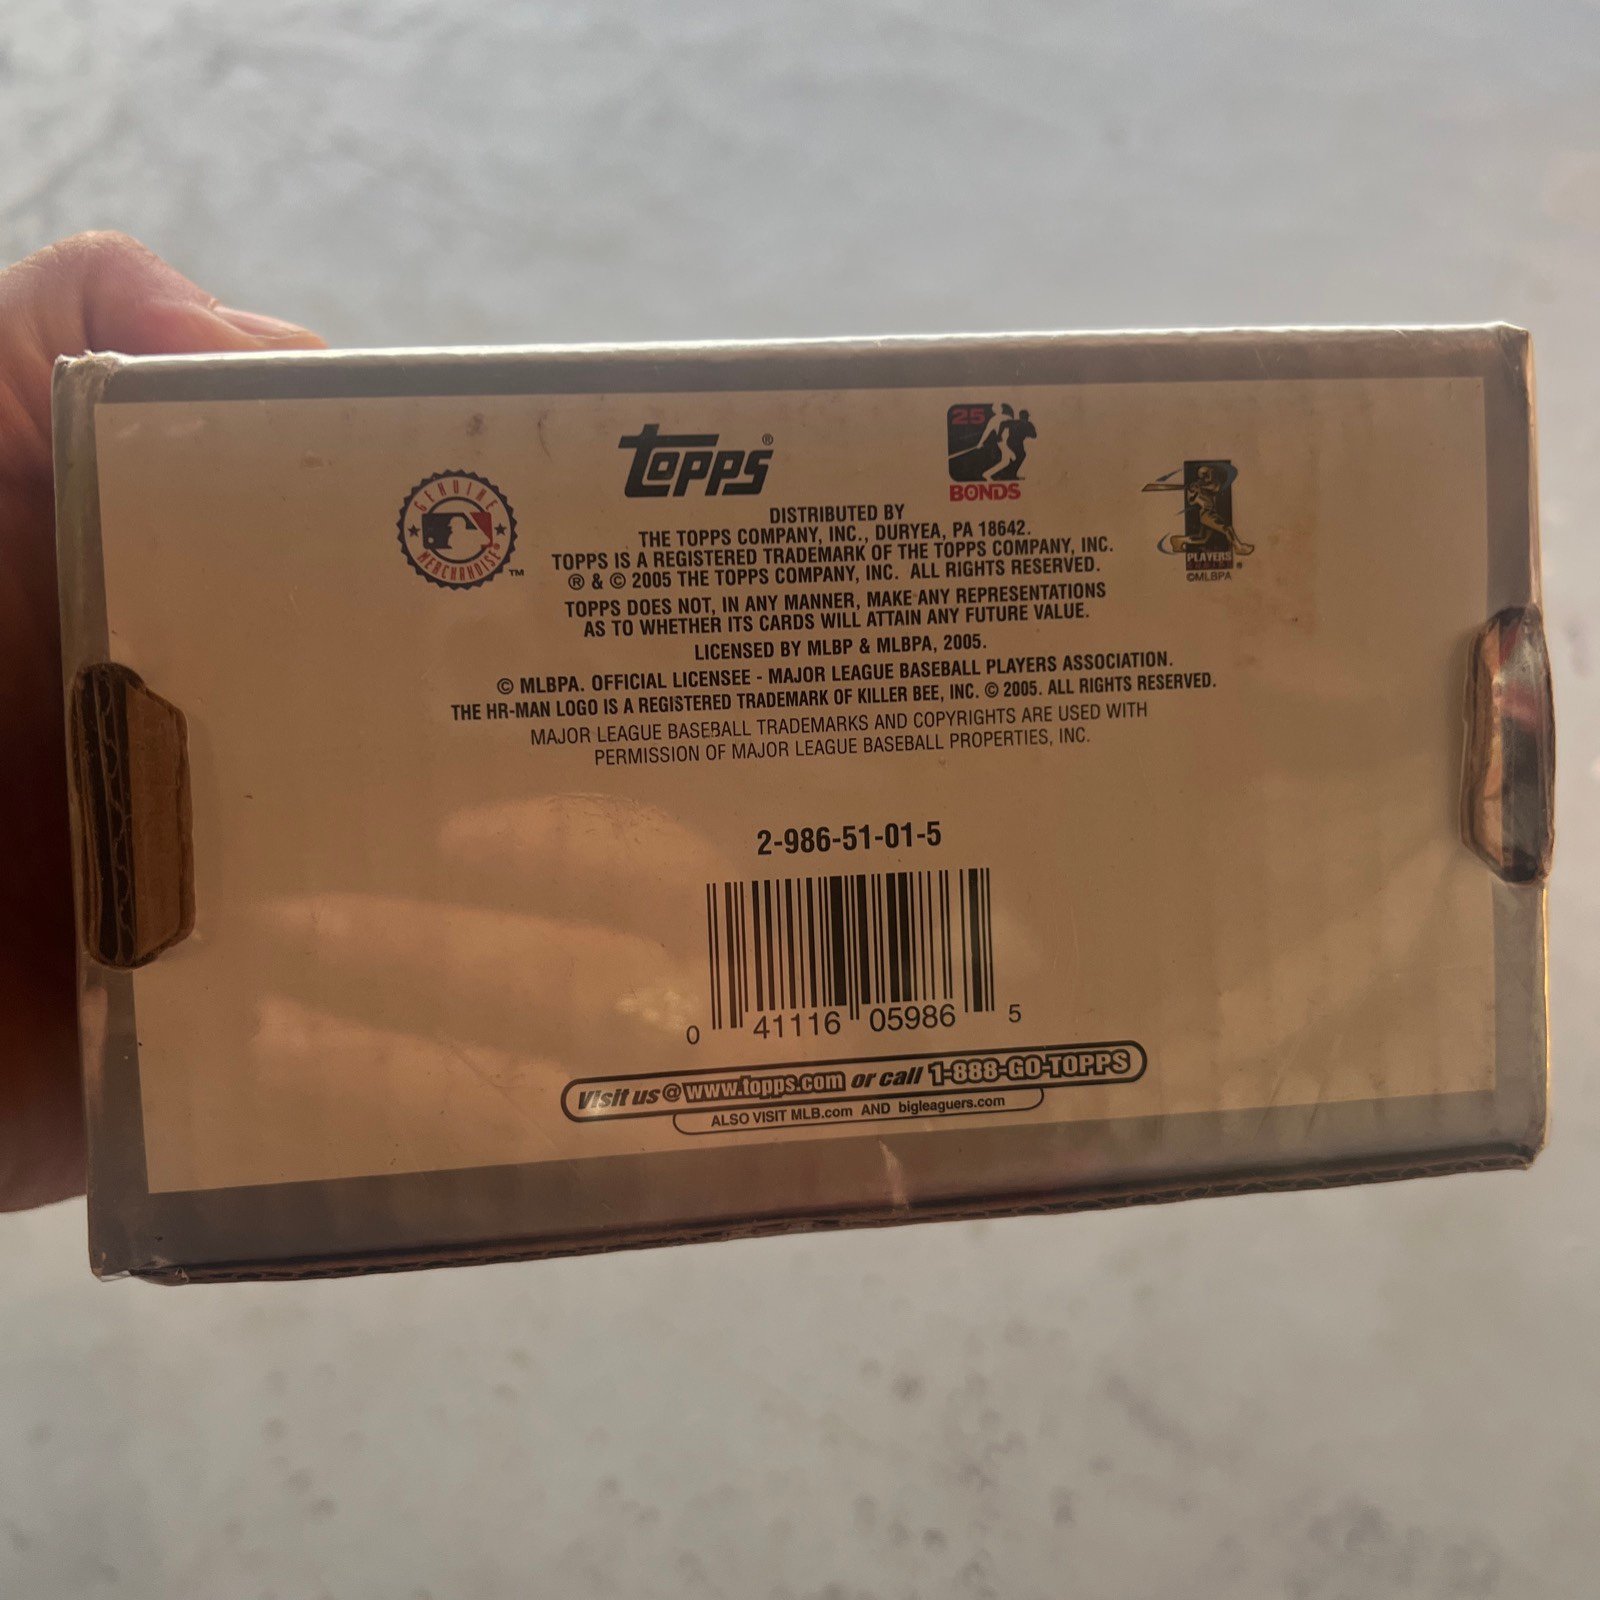 GENUINE
MERCHANDISE™
TOPPS®
25
BONDS
PLAYERS
©MLBPA
DISTRIBUTED BY
THE TOPPS COMPANY, INC., DURYEA, PA 18642.
TOPPS IS A REGISTERED TRADEMARK OF THE TOPPS COMPANY, INC.
® & © 2005 THE TOPPS COMPANY, INC. ALL RIGHTS RESERVED.
TOPPS DOES NOT, IN ANY MANNER, MAKE ANY REPRESENTATIONS
AS TO WHETHER ITS CARDS WILL ATTAIN ANY FUTURE VALUE.
LICENSED BY MLBP & MLBPA, 2005.
© MLBPA. OFFICIAL LICENSEE - MAJOR LEAGUE BASEBALL PLAYERS ASSOCIATION.
THE HR-MAN LOGO IS A REGISTERED TRADEMARK OF KILLER BEE, INC. © 2005. ALL RIGHTS RESERVED.
MAJOR LEAGUE BASEBALL TRADEMARKS AND COPYRIGHTS ARE USED WITH
PERMISSION OF MAJOR LEAGUE BASEBALL PROPERTIES, INC.
2-986-51-01-5
0 41116 05986 5
Visit us @ www.topps.com or call 1-888-GO-TOPPS
ALSO VISIT MLB.com AND bigleaguers.com